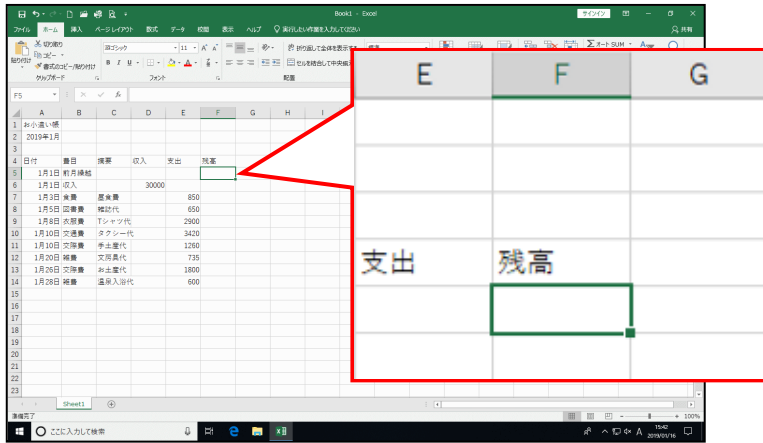 Book1 - Excel
サインイン
ファイル ホーム 挿入 ページ レイアウト 数式 データ 校閲 表示 ヘルプ 実行したい作業を入力してください 共有
切り取り
コピー
書式のコピー/貼り付け
貼り付け
游ゴシック 11
B I U
折り返して全体を表示する 標準
セルを結合して中央揃え
オート SUM
クリップボード フォント 配置
F5
A B C D E F G H I
1 お小遣い帳
2 2019年1月
3
4 日付 費目 摘要 収入 支出 残高
5 1月1日 前月繰越
6 1月1日 収入 30000
7 1月3日 食費 昼食費 850
8 1月5日 図書費 雑誌代 650
9 1月8日 衣服費 Tシャツ代 2900
10 1月10日 交通費 タクシー代 3420
11 1月10日 交際費 手土産代 1260
12 1月20日 雑費 文房具代 735
13 1月26日 交際費 お土産代 1800
14 1月28日 雑費 温泉入浴代 600
15
16
17
18
19
20
21
22
23
E F G
支出 残高
Sheet1
準備完了
100%
ここに入力して検索
A
15:42
2019/01/16